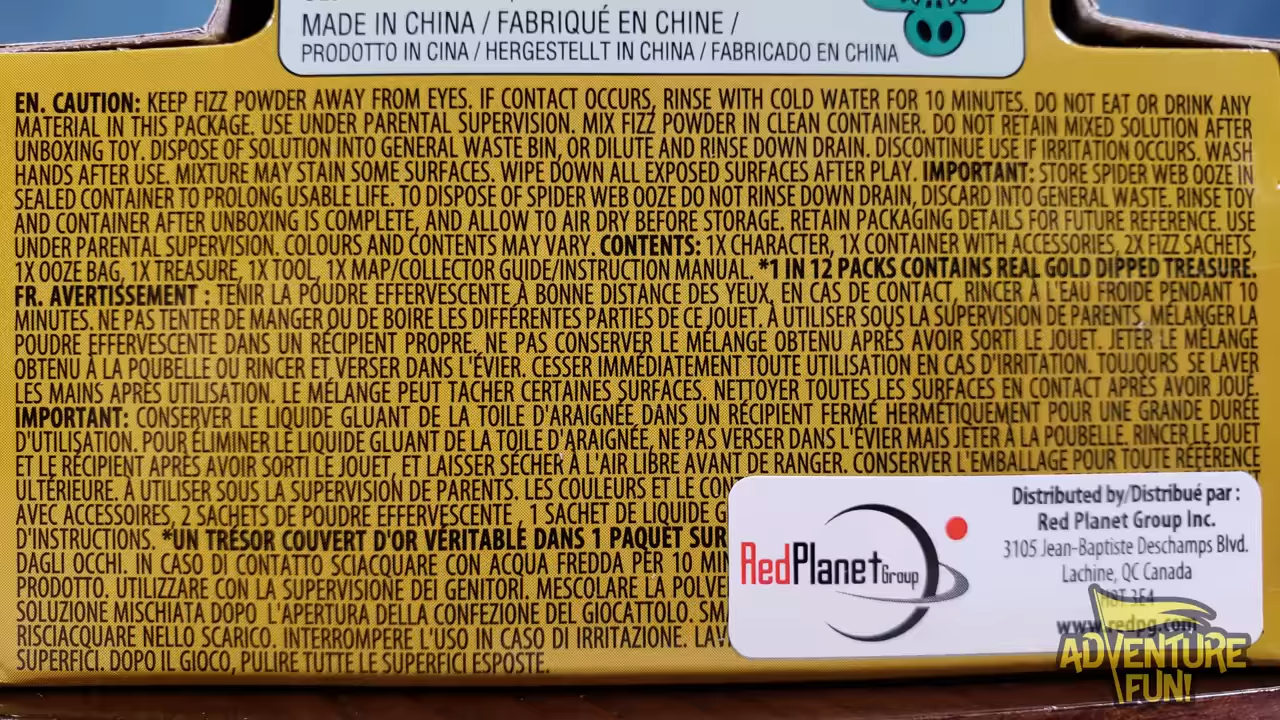 MADE IN CHINA / FABRIQUÉ EN CHINE /
PRODOTTO IN CINA / HERGESTELLT IN CHINA / FABRICADO EN CHINA
EN. CAUTION: KEEP FIZZ POWDER AWAY FROM EYES. IF CONTACT OCCURS, RINSE WITH COLD WATER FOR 10 MINUTES. DO NOT EAT OR DRINK ANY
MATERIAL IN THIS PACKAGE. USE UNDER PARENTAL SUPERVISION. MIX FIZZ POWDER IN CLEAN CONTAINER. DO NOT RETAIN MIXED SOLUTION AFTER
UNBOXING TOY. DISPOSE OF SOLUTION INTO GENERAL WASTE BIN, OR DILUTE AND RINSE DOWN DRAIN. DISCONTINUE USE IF IRRITATION OCCURS. WASH
HANDS AFTER USE. MIXTURE MAY STAIN SOME SURFACES. WIPE DOWN ALL EXPOSED SURFACES AFTER PLAY. IMPORTANT: STORE SPIDER WEB OOZE IN
SEALED CONTAINER TO PROLONG USABLE LIFE. TO DISPOSE OF SPIDER WEB OOZE DO NOT RINSE DOWN DRAIN, DISCARD INTO GENERAL WASTE. RINSE TOY
AND CONTAINER AFTER UNBOXING IS COMPLETE, AND ALLOW TO AIR DRY BEFORE STORAGE. RETAIN PACKAGING DETAILS FOR FUTURE REFERENCE. USE
UNDER PARENTAL SUPERVISION. COLOURS AND CONTENTS MAY VARY. CONTENTS: 1X CHARACTER, 1X CONTAINER WITH ACCESSORIES, 2X FIZZ SACHETS,
1X OOZE BAG, 1X TREASURE, 1X TOOL, 1X MAP/COLLECTOR GUIDE/INSTRUCTION MANUAL. *1 IN 12 PACKS CONTAINS REAL GOLD DIPPED TREASURE.
FR. AVERTISSEMENT : TENIR LA POUDRE EFFERVESCENTE À BONNE DISTANCE DES YEUX, EN CAS DE CONTACT, RINCER À L'EAU FROIDE PENDANT 10
MINUTES. NE PAS TENTER DE MANGER OU DE BOIRE LES DIFFÉRENTES PARTIES DE CE JOUET. À UTILISER SOUS LA SUPERVISION DE PARENTS. MÉLANGER LA
POUDRE EFFERVESCENTE DANS UN RÉCIPIENT PROPRE. NE PAS CONSERVER LE MÉLANGE OBTENU APRÈS AVOIR SORTI LE JOUET. JETER LE MÉLANGE
OBTENU À LA POUBELLE OU RINCER ET VERSER DANS L'ÉVIER. CESSER IMMÉDIATEMENT TOUTE UTILISATION EN CAS D'IRRITATION. TOUJOURS SE LAVER
LES MAINS APRÈS UTILISATION. LE MÉLANGE PEUT TACHER CERTAINES SURFACES. NETTOYER TOUTES LES SURFACES EN CONTACT APRÈS AVOIR JOUÉ.
IMPORTANT: CONSERVER LE LIQUIDE GLUANT DE LA TOILE D'ARAIGNÉE DANS UN RÉCIPIENT FERMÉ HERMÉTIQUEMENT POUR UNE GRANDE DURÉE
D'UTILISATION. POUR ÉLIMINER LE LIQUIDE GLUANT DE LA TOILE D'ARAIGNÉE, NE PAS VERSER DANS L'ÉVIER MAIS JETER À LA POUBELLE. RINCER LE JOUET
ET LE RÉCIPIENT APRÈS AVOIR SORTI LE JOUET, ET LAISSER SÉCHER À L'AIR LIBRE AVANT DE RANGER. CONSERVER L'EMBALLAGE POUR TOUTE RÉFÉRENCE
ULTÉRIEURE. À UTILISER SOUS LA SUPERVISION DE PARENTS. LES COULEURS ET LE CON
AVEC ACCESSOIRES, 2 SACHETS DE POUDRE EFFERVESCENTE, 1 SACHET DE LIQUIDE G
D'INSTRUCTIONS. *UN TRÉSOR COUVERT D'OR VÉRITABLE DANS 1 PAQUET SUR
DAGLI OCCHI. IN CASO DI CONTATTO SCIACQUARE CON ACQUA FREDDA PER 10 MIN
PRODOTTO. UTILIZZARE CON LA SUPERVISIONE DEI GENITORI. MESCOLARE LA POLVE
SOLUZIONE MISCHIATA DOPO L'APERTURA DELLA CONFEZIONE DEL GIOCATTOLO. SM
RISCIACQUARE NELLO SCARICO. INTERROMPERE L'USO IN CASO DI IRRITAZIONE. LAV
SUPERFICI. DOPO IL GIOCO, PULIRE TUTTE LE SUPERFICI ESPOSTE.
RedPlanet Group
Distributed by/Distribué par :
Red Planet Group Inc.
3105 Jean-Baptiste Deschamps Blvd.
Lachine, QC Canada
www.redpg.com
ADVENTURE
FUN!